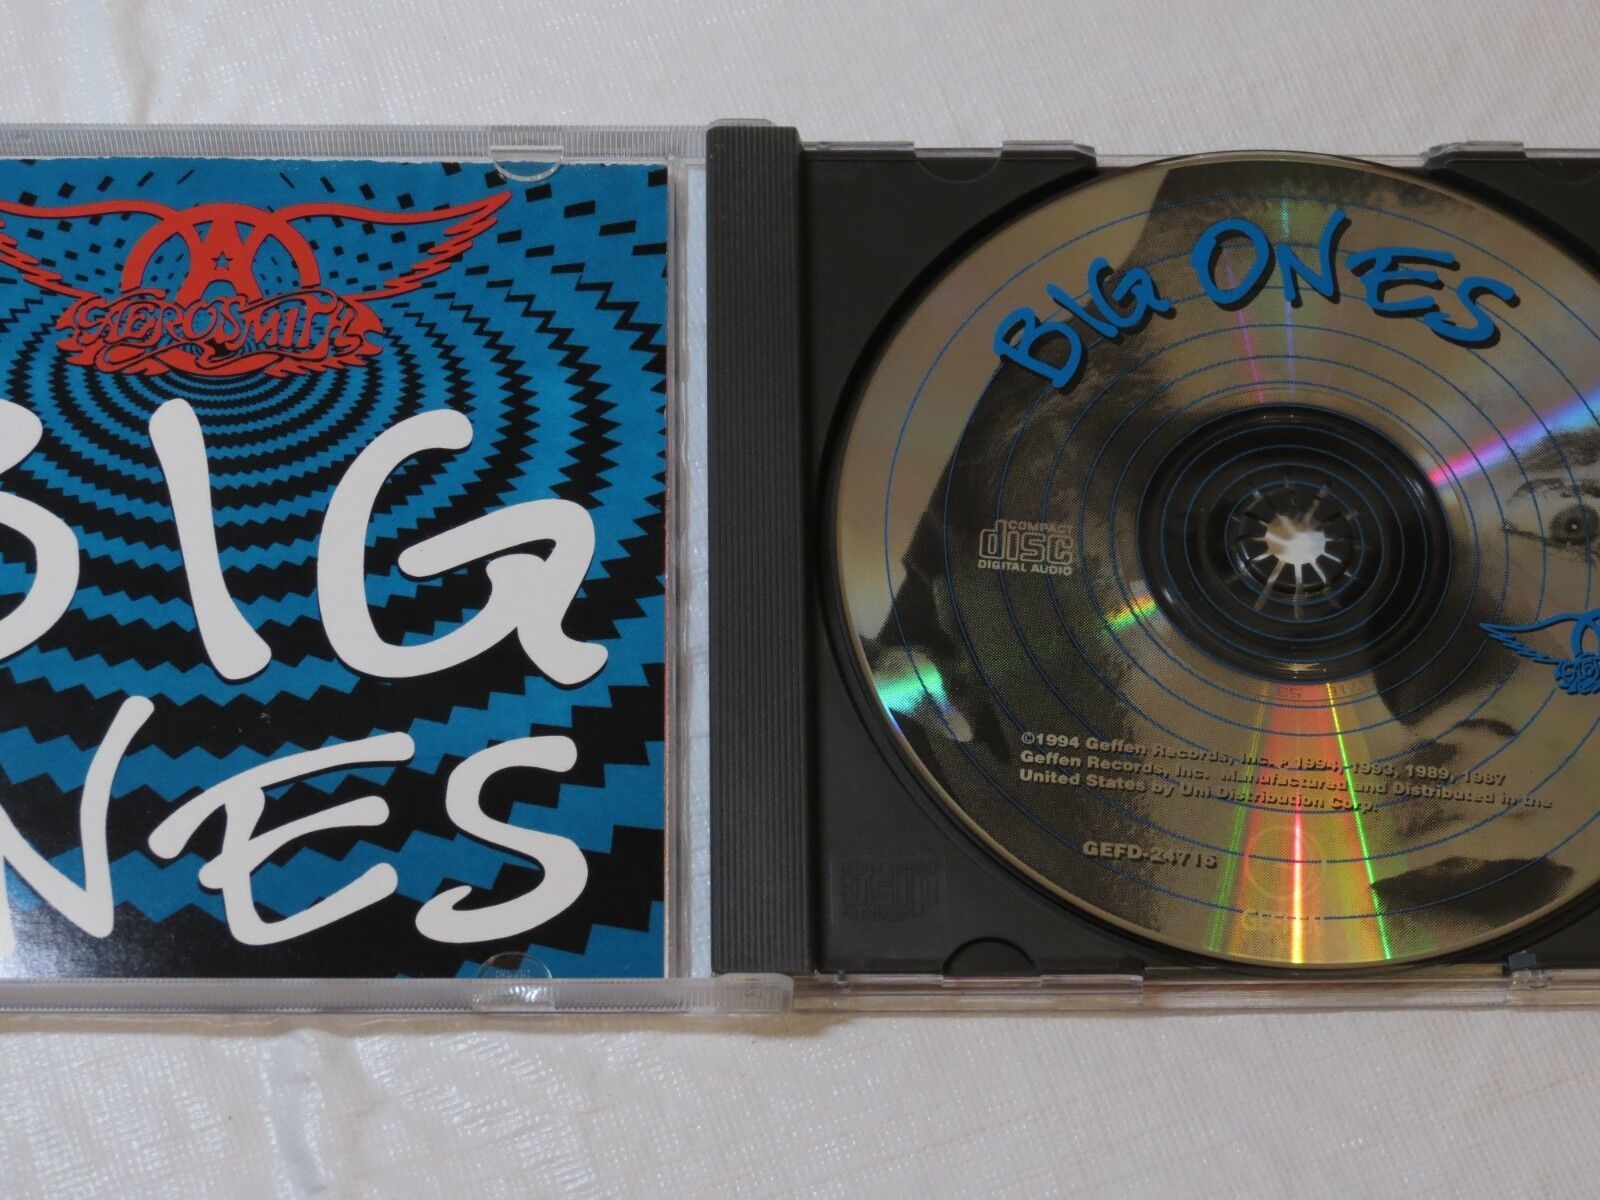 AEROSMITH
BIG
NES
BIG ONES
COMPACT
disc
DIGITAL AUDIO
©1994 Geffen Records, Inc. ℗ 1994, 1993, 1989, 1987
Geffen Records, Inc. Manufactured and Distributed in the
United States by Uni Distribution Corp.
GEFD-24716
GEFFEN